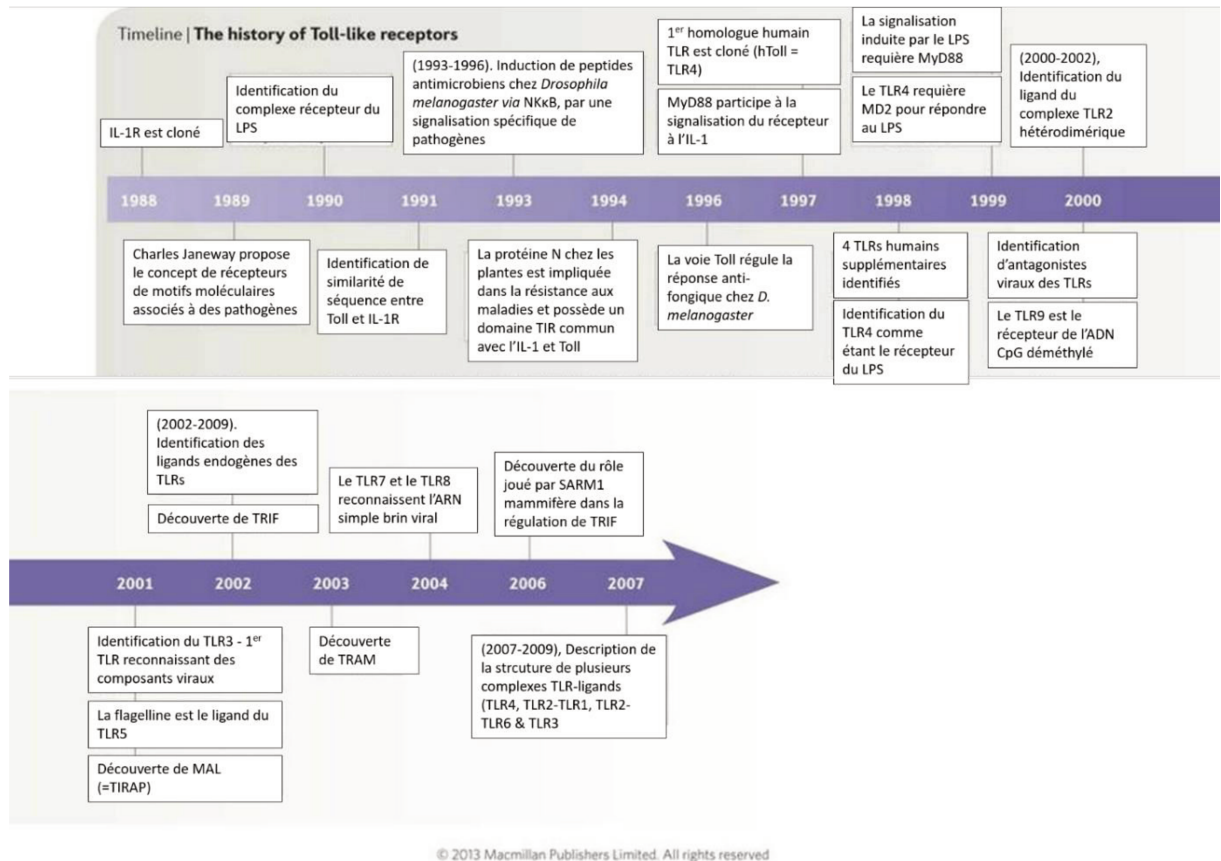 Timeline | The history of Toll-like receptors
IL-1R est cloné
Identification du
complexe récepteur du
LPS
(1993-1996). Induction de peptides
antimicrobiens chez Drosophila
melanogaster via NKκB, par une
signalisation spécifique de
pathogènes
1er homologue humain
TLR est cloné (hToll =
TLR4)
MyD88 participe à la
signalisation du récepteur
à l'IL-1
La signalisation
induite par le LPS
requière MyD88
Le TLR4 requière
MD2 pour répondre
au LPS
(2000-2002),
Identification du
ligand du
complexe TLR2
hétérodimérique
1988 1989 1990 1991 1993 1994 1996 1997 1998 1999 2000
Charles Janeway propose
le concept de récepteurs
de motifs moléculaires
associés à des pathogènes
Identification de
similarité de
séquence entre
Toll et IL-1R
La protéine N chez les
plantes est impliquée
dans la résistance aux
maladies et possède un
domaine TIR commun
avec l'IL-1 et Toll
La voie Toll régule la
réponse anti-
fongique chez D.
melanogaster
4 TLRs humains
supplémentaires
identifiés
Identification du
TLR4 comme
étant le récepteur
du LPS
Identification
d'antagonistes
viraux des TLRs
Le TLR9 est le
récepteur de l'ADN
CpG déméthylé
(2002-2009).
Identification des
ligands endogènes des
TLRs
Découverte de TRIF
Le TLR7 et le TLR8
reconnaissent l'ARN
simple brin viral
Découverte du rôle
joué par SARM1
mammifère dans la
régulation de TRIF
2001 2002 2003 2004 2006 2007
Identification du TLR3 - 1er
TLR reconnaissant des
composants viraux
La flagelline est le ligand du
TLR5
Découverte de MAL
(=TIRAP)
Découverte
de TRAM
(2007-2009), Description de
la strcuture de plusieurs
complexes TLR-ligands
(TLR4, TLR2-TLR1, TLR2-
TLR6 & TLR3
© 2013 Macmillan Publishers Limited. All rights reserved